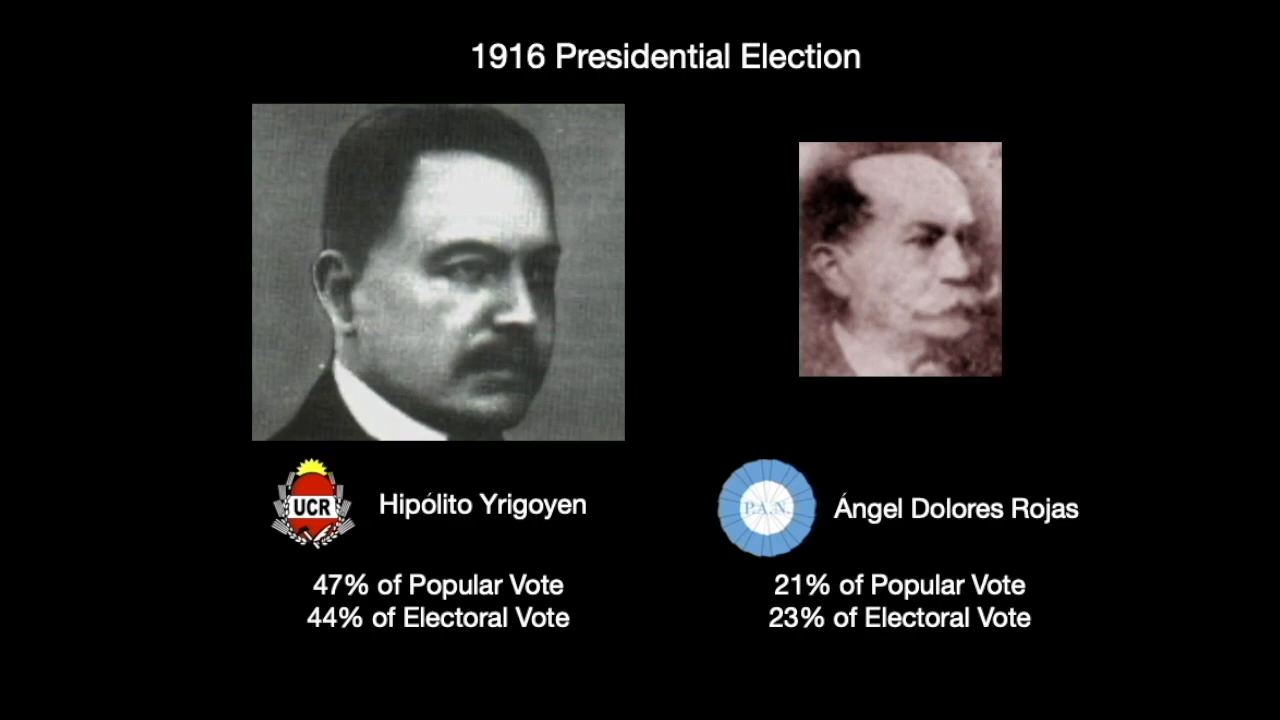 1916 Presidential Election
UCR
Hipólito Yrigoyen
47% of Popular Vote
44% of Electoral Vote
P.A.N.
Ángel Dolores Rojas
21% of Popular Vote
23% of Electoral Vote